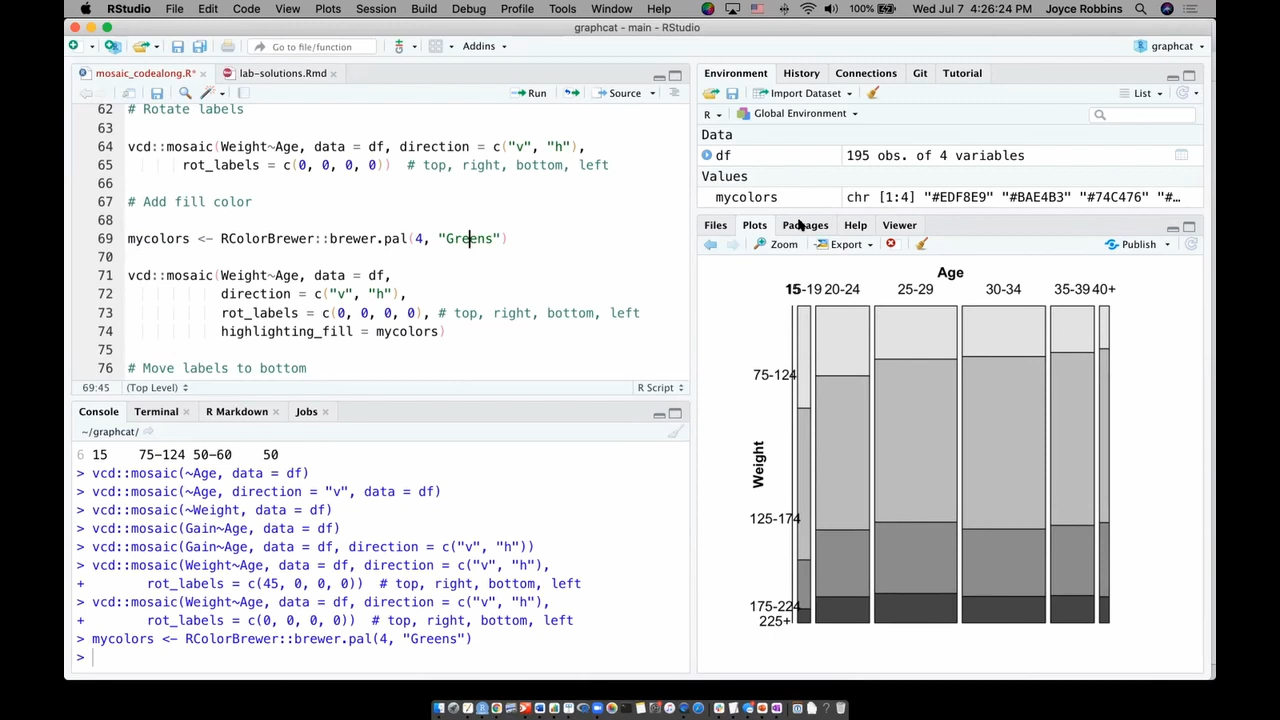 RStudio File Edit Code View Plots Session Build Debug Profile Tools Window Help 100% Wed Jul 7 4:26:24 PM Joyce Robbins
graphcat - main - RStudio
Go to file/function Addins graphcat
mosaic_codealong.R* lab-solutions.Rmd
Run Source
62 # Rotate labels
63
64 vcd::mosaic(Weight~Age, data = df, direction = c("v", "h"),
65 rot_labels = c(0, 0, 0, 0)) # top, right, bottom, left
66
67 # Add fill color
68
69 mycolors <- RColorBrewer::brewer.pal(4, "Greens")
70
71 vcd::mosaic(Weight~Age, data = df,
72 direction = c("v", "h"),
73 rot_labels = c(0, 0, 0, 0), # top, right, bottom, left
74 highlighting_fill = mycolors)
75
76 # Move labels to bottom
69:45 (Top Level) R Script
Console Terminal R Markdown Jobs
~/graphcat/
6 15 75-124 50-60 50
> vcd::mosaic(~Age, data = df)
> vcd::mosaic(~Age, direction = "v", data = df)
> vcd::mosaic(~Weight, data = df)
> vcd::mosaic(Gain~Age, data = df)
> vcd::mosaic(Gain~Age, data = df, direction = c("v", "h"))
> vcd::mosaic(Weight~Age, data = df, direction = c("v", "h"),
+ rot_labels = c(45, 0, 0, 0)) # top, right, bottom, left
> vcd::mosaic(Weight~Age, data = df, direction = c("v", "h"),
+ rot_labels = c(0, 0, 0, 0)) # top, right, bottom, left
> mycolors <- RColorBrewer::brewer.pal(4, "Greens")
>
Environment History Connections Git Tutorial
Import Dataset List
R Global Environment
Data
df 195 obs. of 4 variables
Values
mycolors chr [1:4] "#EDF8E9" "#BAE4B3" "#74C476" "#…
Files Plots Packages Help Viewer
Zoom Export Publish
Age
15-19 20-24 25-29 30-34 35-39 40+
75-124
Weight
125-174
175-224
225+